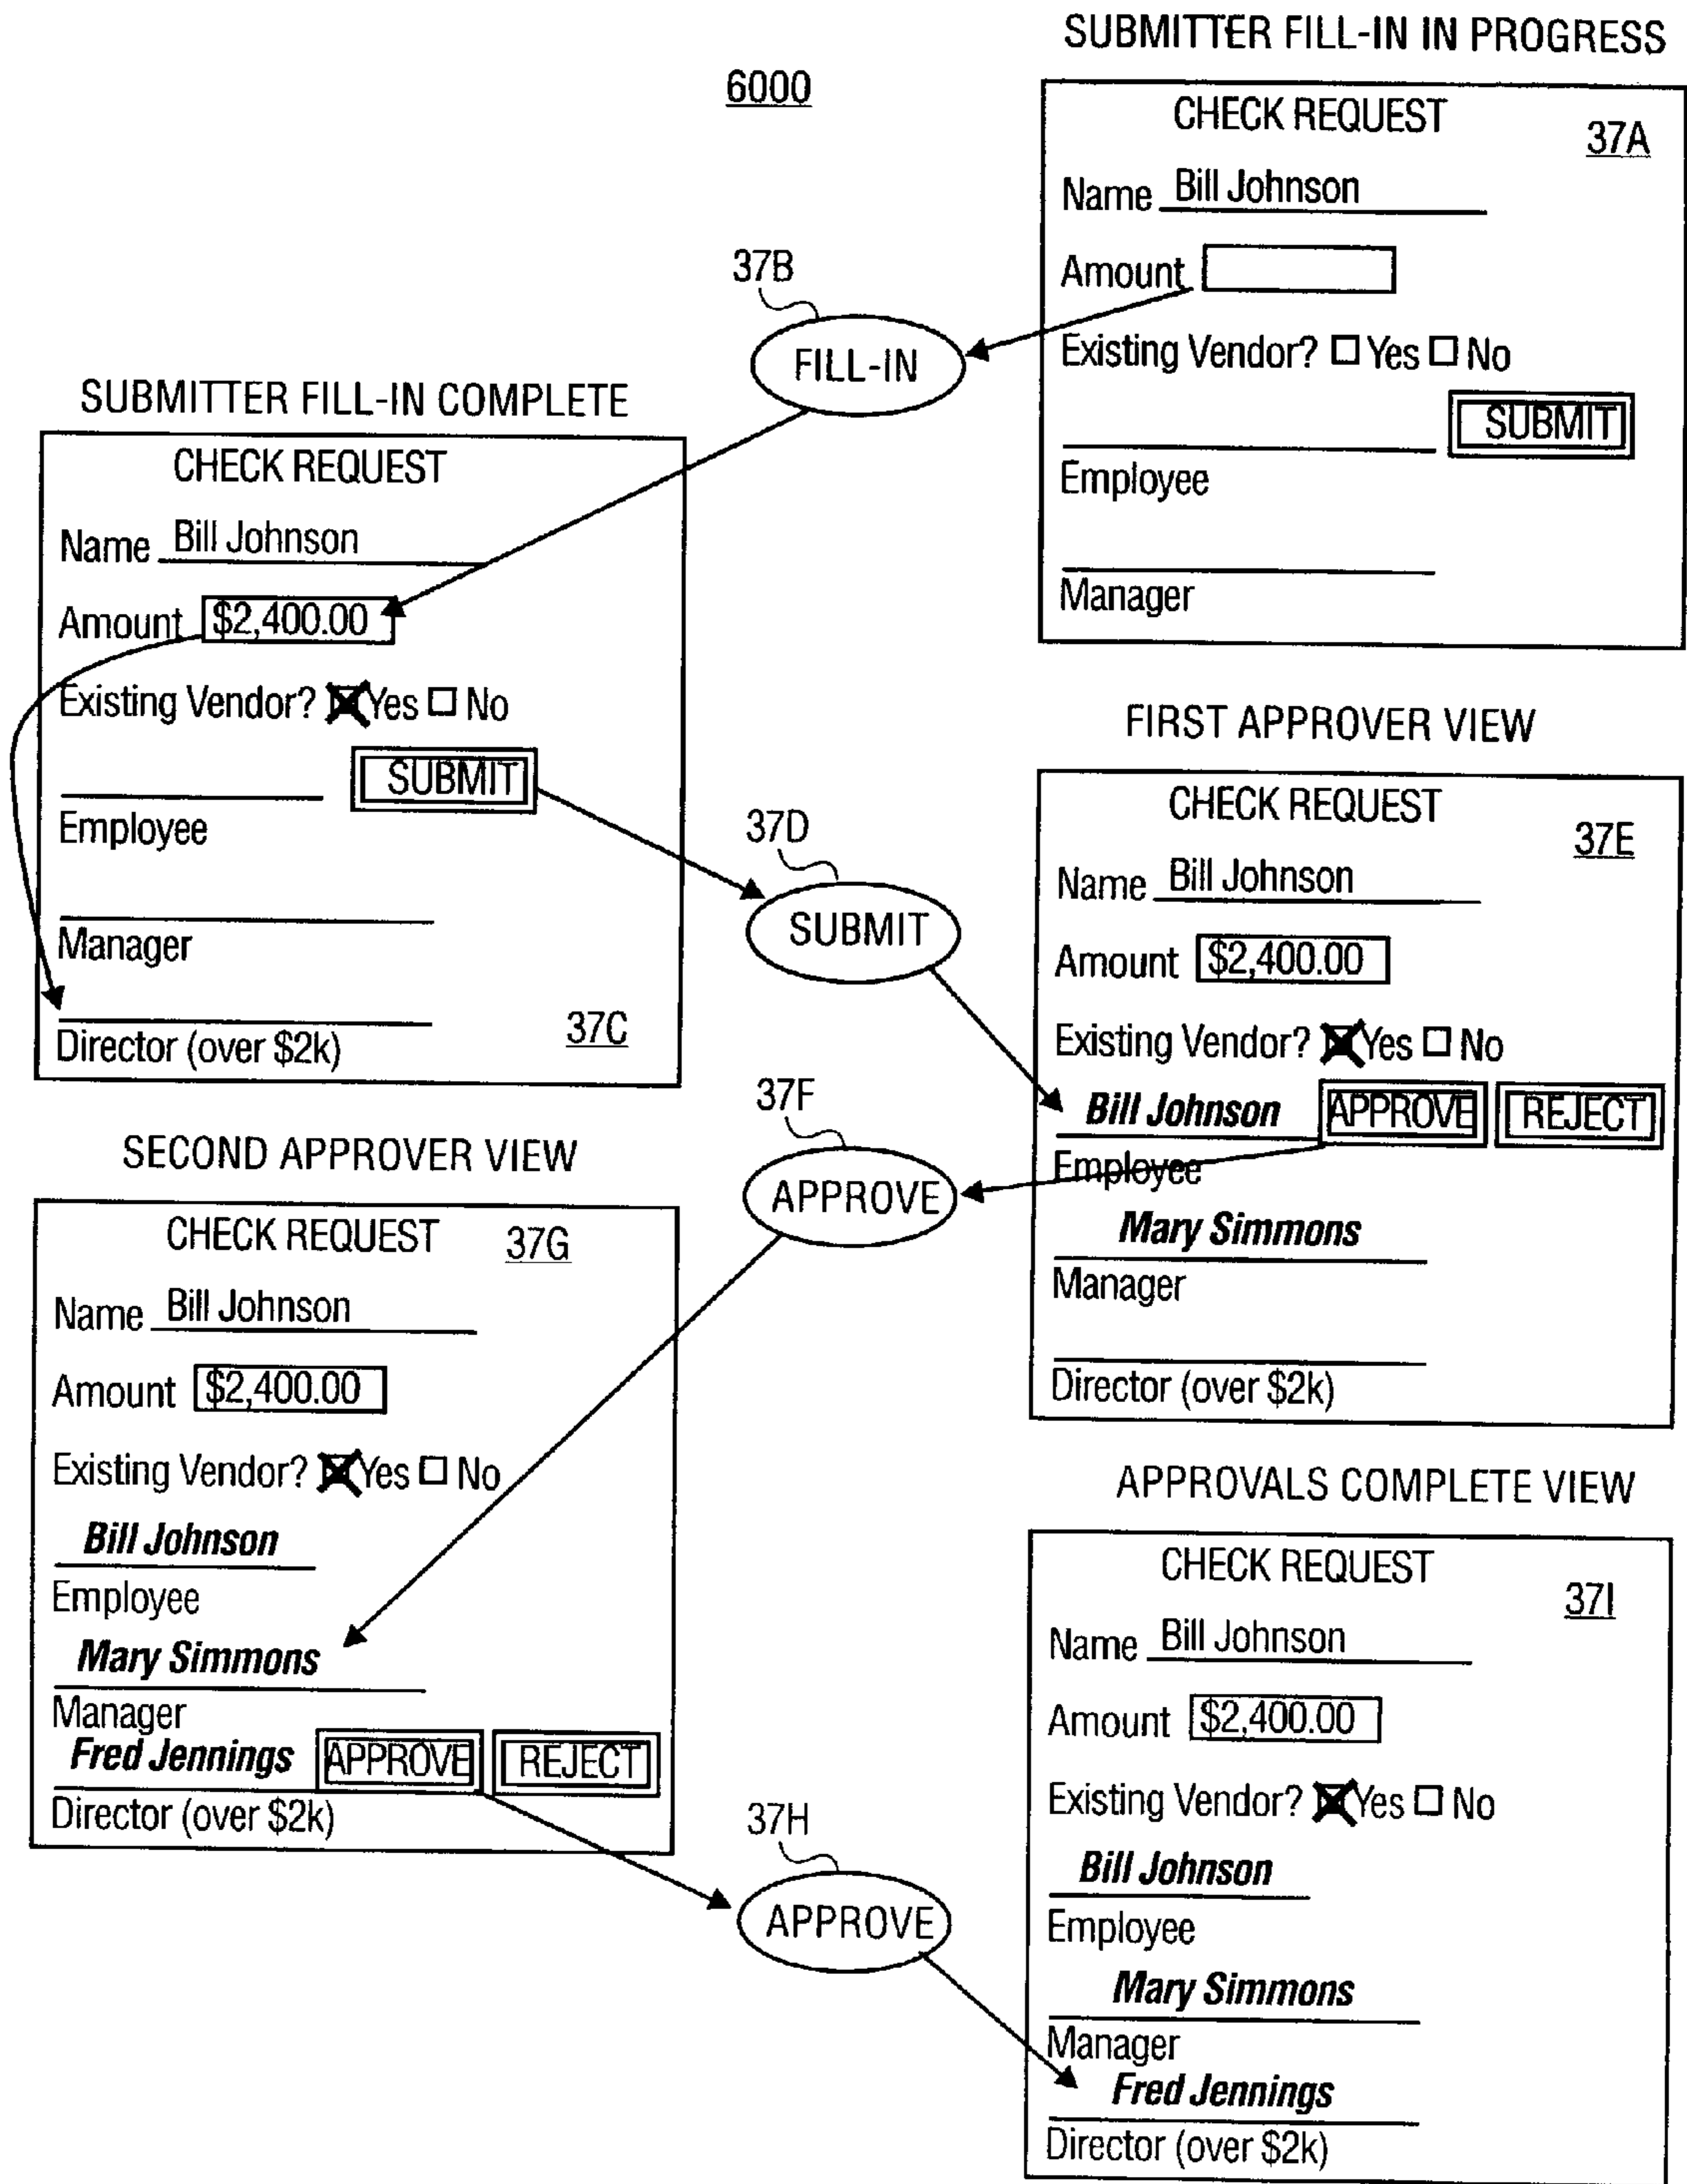 6000
SUBMITTER FILL-IN IN PROGRESS
CHECK REQUEST
37A
Name Bill Johnson
Amount
Existing Vendor? Yes No
SUBMIT
Employee
Manager
37B
FILL-IN
SUBMITTER FILL-IN COMPLETE
CHECK REQUEST
Name Bill Johnson
Amount $2,400.00
Existing Vendor? Yes No
SUBMIT
Employee
Manager
Director (over $2k)
37C
37D
SUBMIT
FIRST APPROVER VIEW
CHECK REQUEST
37E
Name Bill Johnson
Amount $2,400.00
Existing Vendor? Yes No
Bill Johnson APPROVE REJECT
Employee
Mary Simmons
Manager
Director (over $2k)
37F
APPROVE
SECOND APPROVER VIEW
CHECK REQUEST 37G
Name Bill Johnson
Amount $2,400.00
Existing Vendor? Yes No
Bill Johnson
Employee
Mary Simmons
Manager
Fred Jennings APPROVE REJECT
Director (over $2k)
37H
APPROVE
APPROVALS COMPLETE VIEW
CHECK REQUEST
37I
Name Bill Johnson
Amount $2,400.00
Existing Vendor? Yes No
Bill Johnson
Employee
Mary Simmons
Manager
Fred Jennings
Director (over $2k)